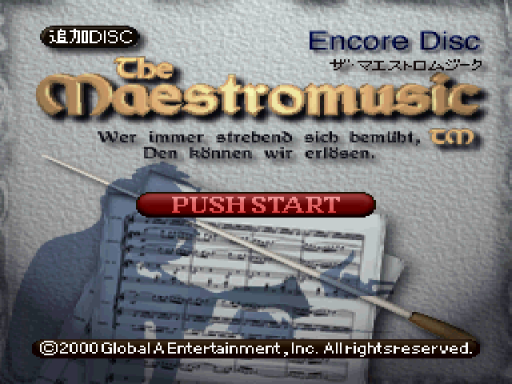 追加DISC
Encore Disc
ザ・マエストロムジーク
The
Maestromusic
Wer immer strebend sich bemüht, TM
Den können wir erlösen.
PUSH START
©2000 Global A Entertainment, Inc. All rights reserved.